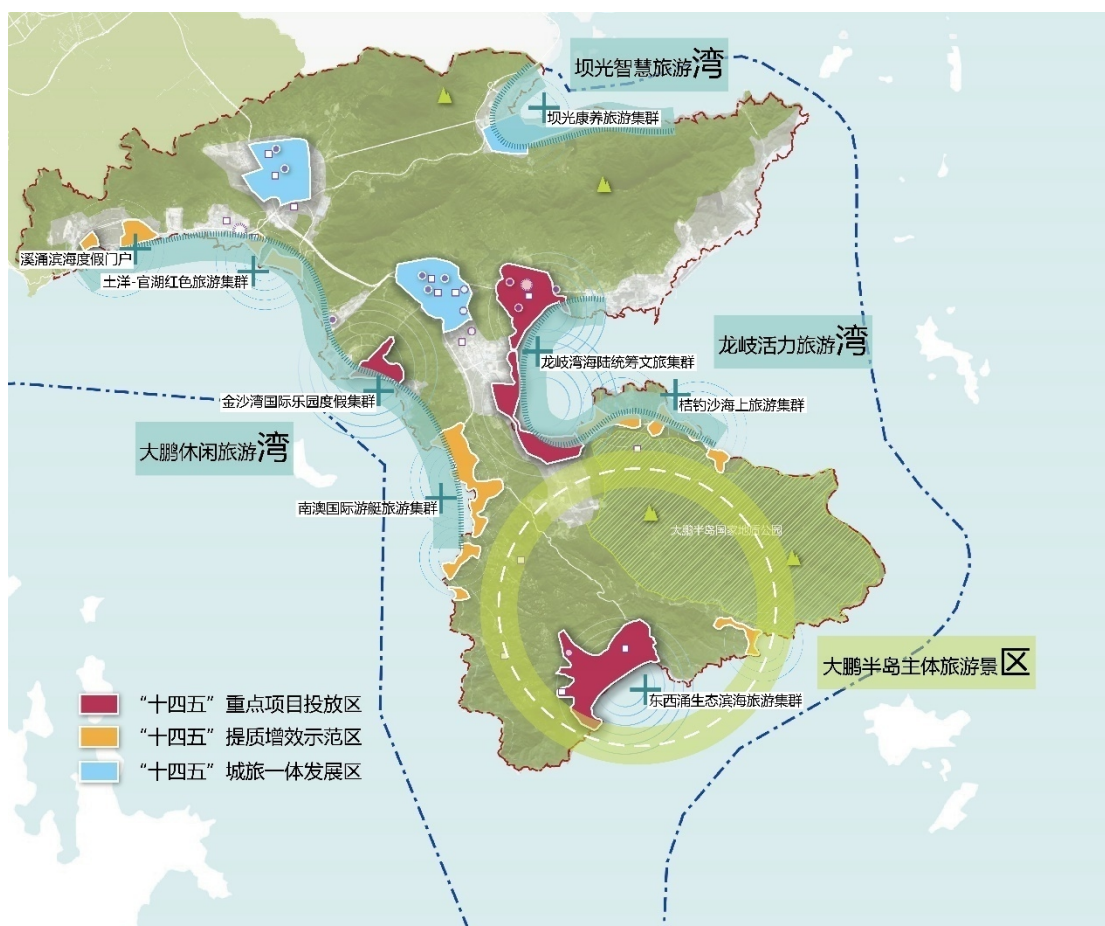 坝光智慧旅游湾
坝光康养旅游集群
溪涌滨海度假门户
土洋-官湖红色旅游集群
龙岐活力旅游湾
龙岐湾海陆统筹文旅集群
金沙湾国际乐园度假集群
桔钓沙海上旅游集群
大鹏休闲旅游湾
南澳国际游艇旅游集群
大鹏半岛国家地质公园
大鹏半岛主体旅游景区
东西涌生态滨海旅游集群
“十四五”重点项目投放区
“十四五”提质增效示范区
“十四五”城旅一体发展区